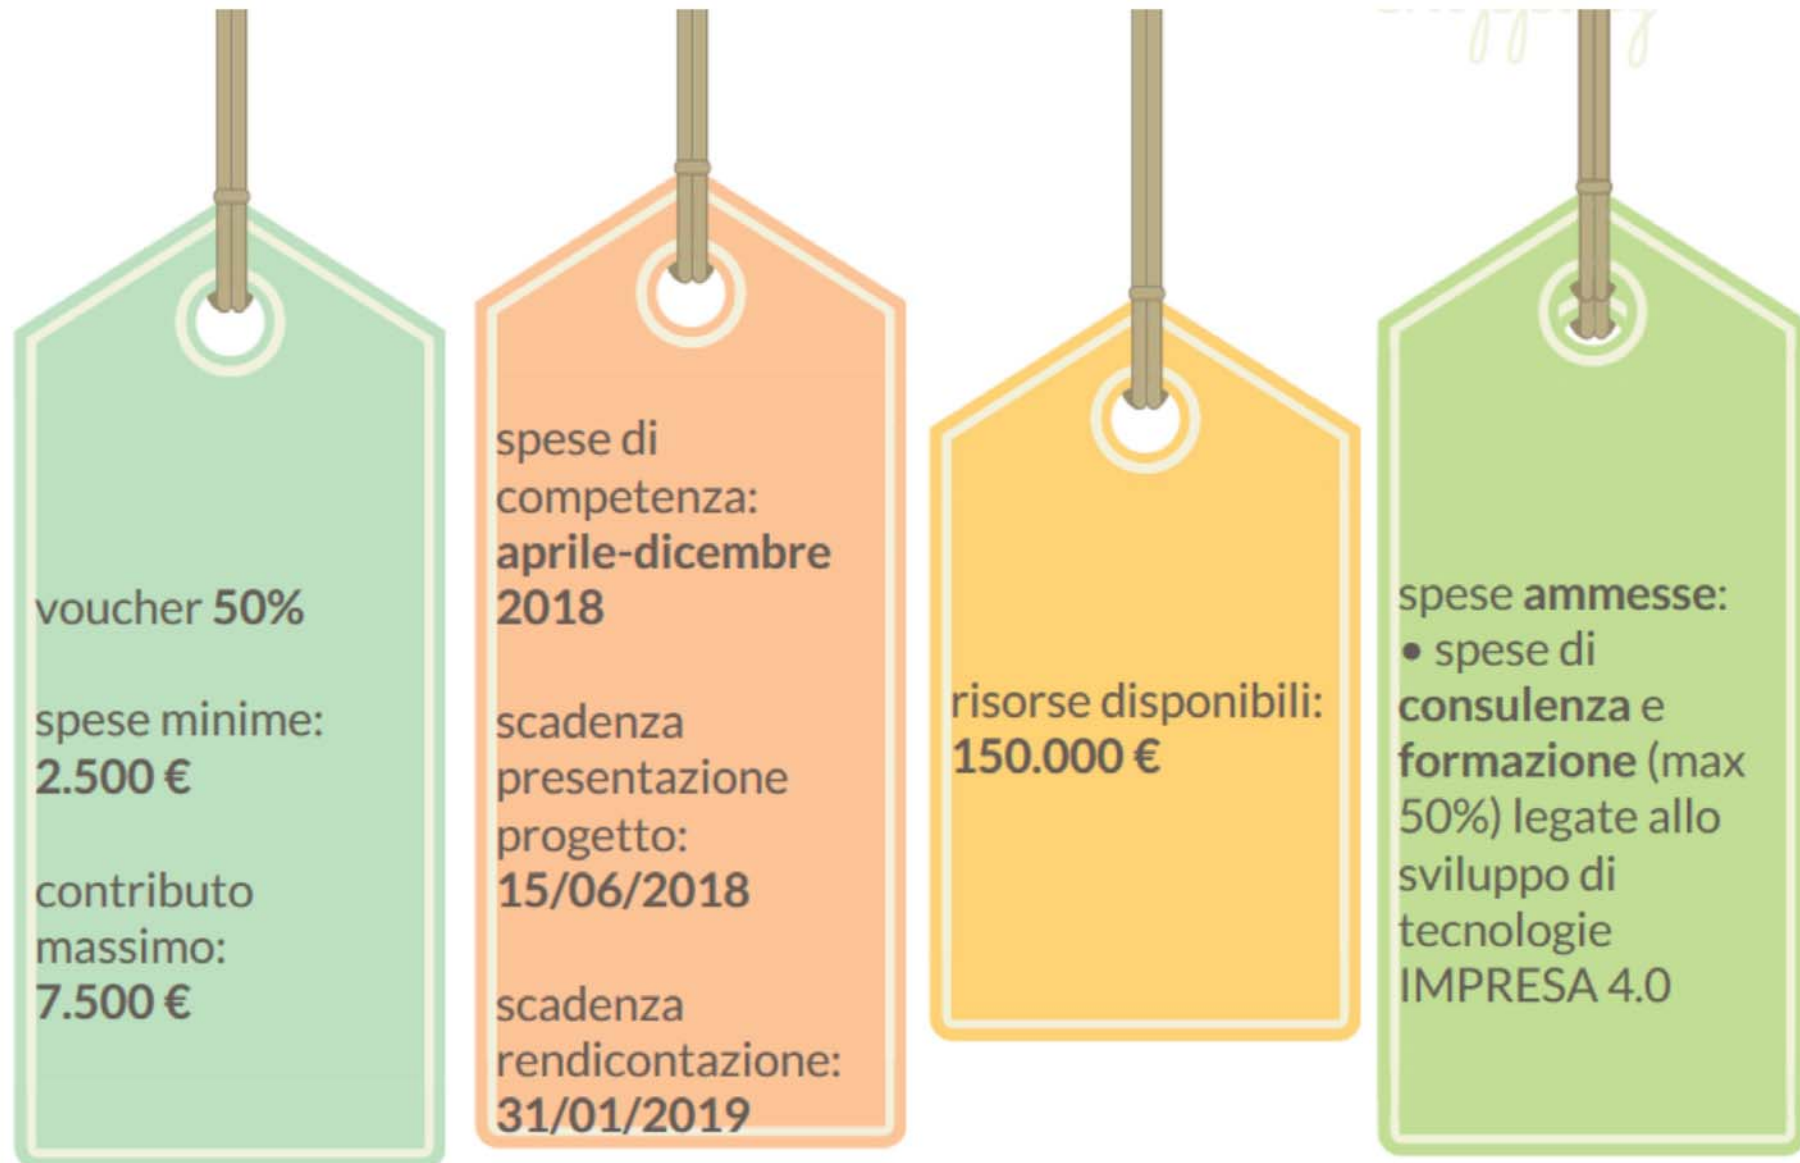 voucher 50%
spese minime:
2.500 €
contributo
massimo:
7.500 €
spese di
competenza:
aprile-dicembre
2018
scadenza
presentazione
progetto:
15/06/2018
scadenza
rendicontazione:
31/01/2019
risorse disponibili:
150.000 €
spese ammesse:
• spese di
consulenza e
formazione (max
50%) legate allo
sviluppo di
tecnologie
IMPRESA 4.0